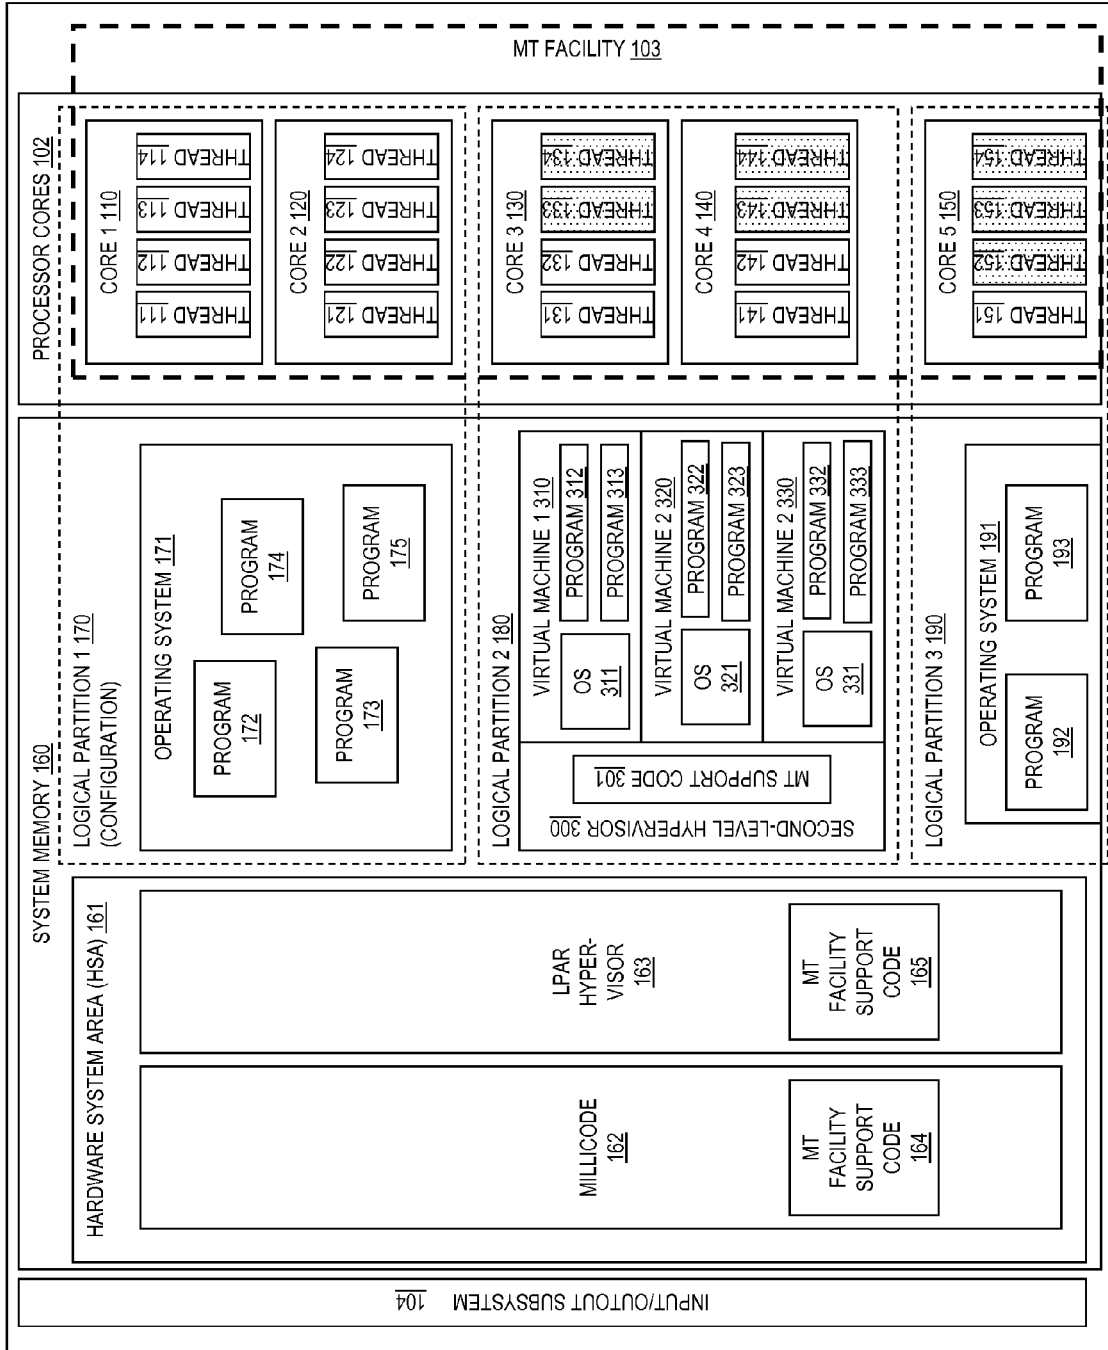 MT FACILITY 103
PROCESSOR CORES 102
CORE 1 110
THREAD 111
THREAD 112
THREAD 113
THREAD 114
CORE 2 120
THREAD 121
THREAD 122
THREAD 123
THREAD 124
CORE 3 130
THREAD 131
THREAD 132
THREAD 133
THREAD 134
CORE 4 140
THREAD 141
THREAD 142
THREAD 143
THREAD 144
CORE 5 150
THREAD 151
THREAD 152
THREAD 153
THREAD 154
SYSTEM MEMORY 160
LOGICAL PARTITION 1 170
(CONFIGURATION)
OPERATING SYSTEM 171
PROGRAM
172
PROGRAM
173
PROGRAM
174
PROGRAM
175
LOGICAL PARTITION 2 180
SECOND-LEVEL HYPERVISOR 300
MT SUPPORT CODE 301
VIRTUAL MACHINE 1 310
OS
311
PROGRAM 312
PROGRAM 313
VIRTUAL MACHINE 2 320
OS
321
PROGRAM 322
PROGRAM 323
VIRTUAL MACHINE 2 330
OS
331
PROGRAM 332
PROGRAM 333
LOGICAL PARTITION 3 190
OPERATING SYSTEM 191
PROGRAM
192
PROGRAM
193
HARDWARE SYSTEM AREA (HSA) 161
LPAR
HYPER-
VISOR
163
MT
FACILITY
SUPPORT
CODE
165
MILLICODE
162
MT
FACILITY
SUPPORT
CODE
164
INPUT/OUTOUT SUBSYSTEM 104